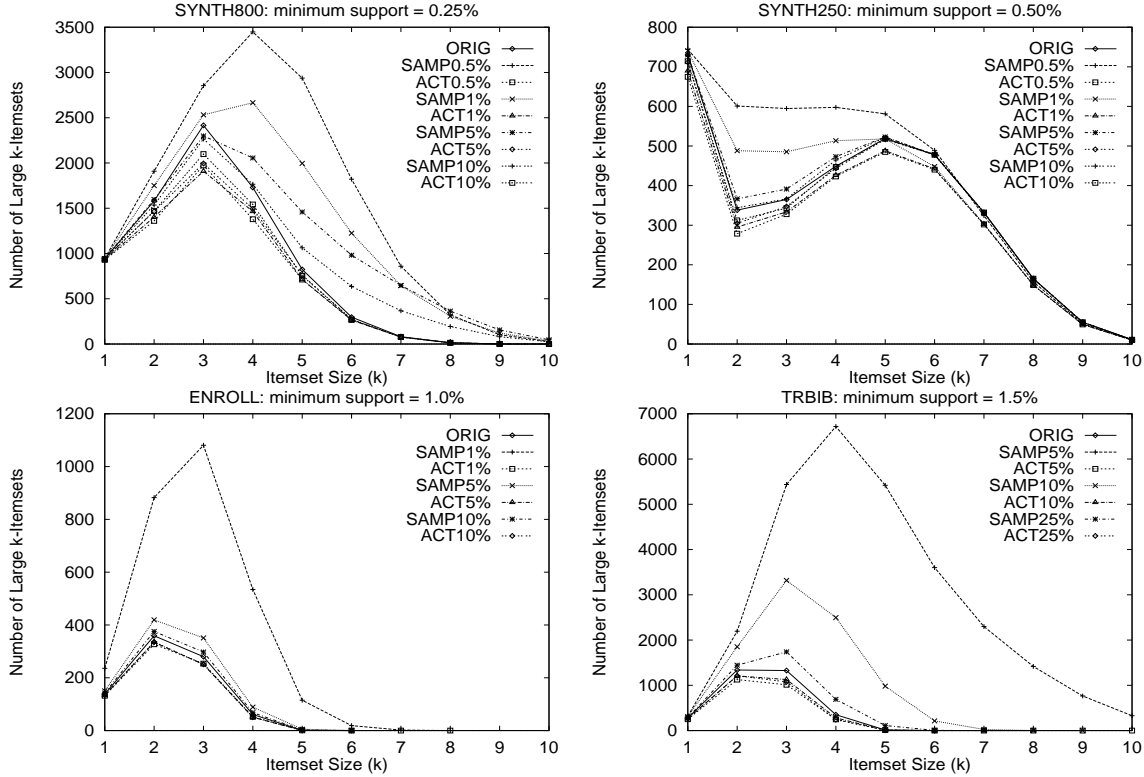 SYNTH800: minimum support = 0.25%
Number of Large k-Itemsets
3500
3000
2500
2000
1500
1000
500
0
ORIG
SAMP0.5%
ACT0.5%
SAMP1%
ACT1%
SAMP5%
ACT5%
SAMP10%
ACT10%
1 2 3 4 5 6 7 8 9 10
Itemset Size (k)
SYNTH250: minimum support = 0.50%
Number of Large k-Itemsets
800
700
600
500
400
300
200
100
0
ORIG
SAMP0.5%
ACT0.5%
SAMP1%
ACT1%
SAMP5%
ACT5%
SAMP10%
ACT10%
1 2 3 4 5 6 7 8 9 10
Itemset Size (k)
ENROLL: minimum support = 1.0%
Number of Large k-Itemsets
1200
1000
800
600
400
200
0
ORIG
SAMP1%
ACT1%
SAMP5%
ACT5%
SAMP10%
ACT10%
1 2 3 4 5 6 7 8 9 10
Itemset Size (k)
TRBIB: minimum support = 1.5%
Number of Large k-Itemsets
7000
6000
5000
4000
3000
2000
1000
0
ORIG
SAMP5%
ACT5%
SAMP10%
ACT10%
SAMP25%
ACT25%
1 2 3 4 5 6 7 8 9 10
Itemset Size (k)